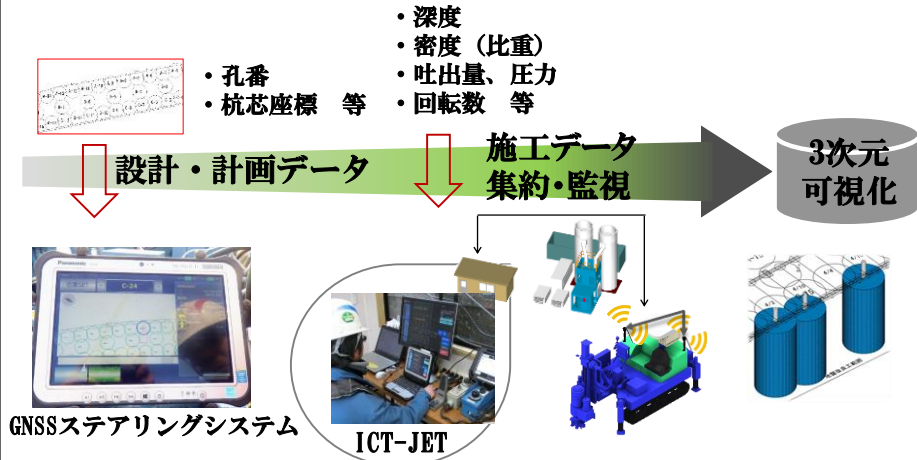 ・深度
・密度（比重）
・吐出量、圧力
・回転数　等
・孔番
・杭芯座標　等
設計・計画データ
施工データ
集約・監視
3次元
可視化
Panasonic
C-24
GNSSステアリングシステム
ICT-JET